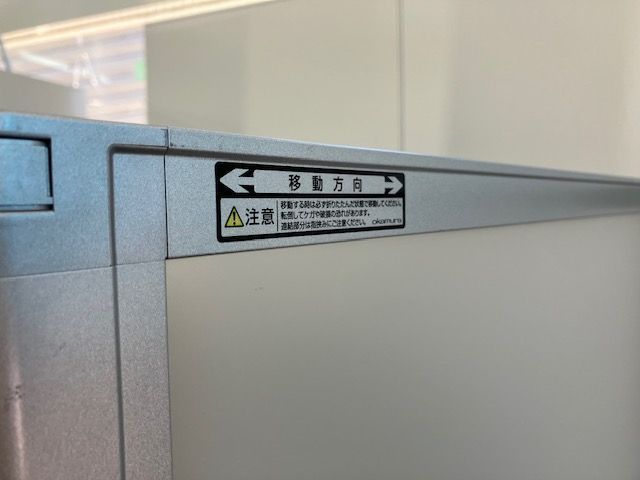 移動方向
注意
移動する時は必ず折りたたんだ状態で移動してください。
転倒してケガや破損の恐れがあります。
連結部分は指挟みにご注意ください。
okamura